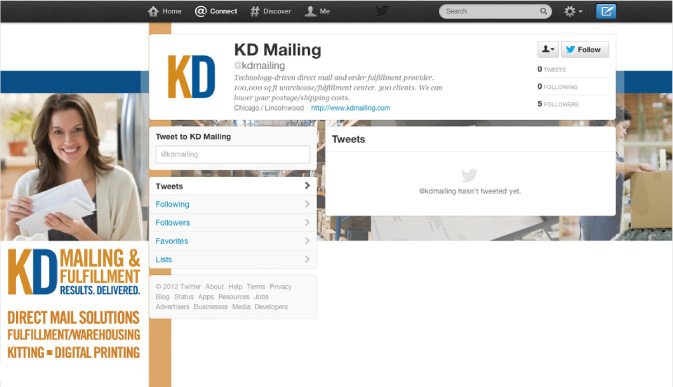 Home @ Connect # Discover Me
Search
KD
KD Mailing
@kdmailing
Technology-driven direct mail and order fulfillment provider.
100,000 sq ft warehouse/fulfillment center. 300 clients. We can
lower your postage/shipping costs.
Chicago / Lincolnwood http://www.kdmailing.com
Follow
0 TWEETS
0 FOLLOWING
5 FOLLOWERS
Tweet to KD Mailing
@kdmailing
Tweets
Following
Followers
Favorites
Lists
© 2012 Twitter About Help Terms Privacy
Blog Status Apps Resources Jobs
Advertisers Businesses Media Developers
Tweets
@kdmailing hasn't tweeted yet.
KD MAILING &
FULFILLMENT
RESULTS. DELIVERED.
DIRECT MAIL SOLUTIONS
FULFILLMENT/WAREHOUSING
KITTING ▪ DIGITAL PRINTING